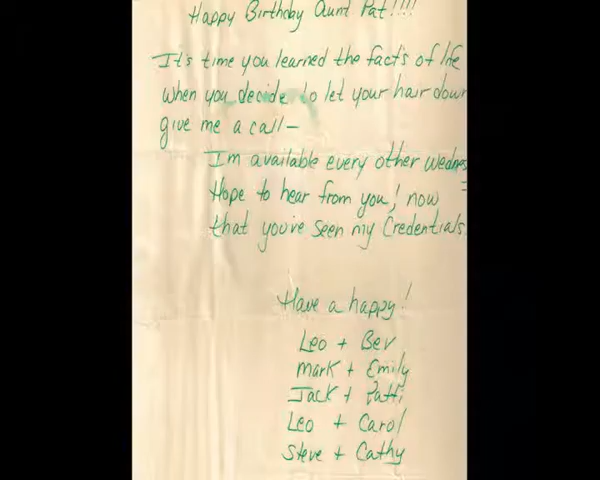 Happy Birthday Aunt Pat!!!!
It's time you learned the facts of life
when you decide to let your hair down
give me a call—
I'm available every other Wednes
Hope to hear from you! now
that you've seen my Credentials.
Have a happy!
Leo + Bev
Mark + Emily
Jack + Patti
Leo + Carol
Steve + Cathy